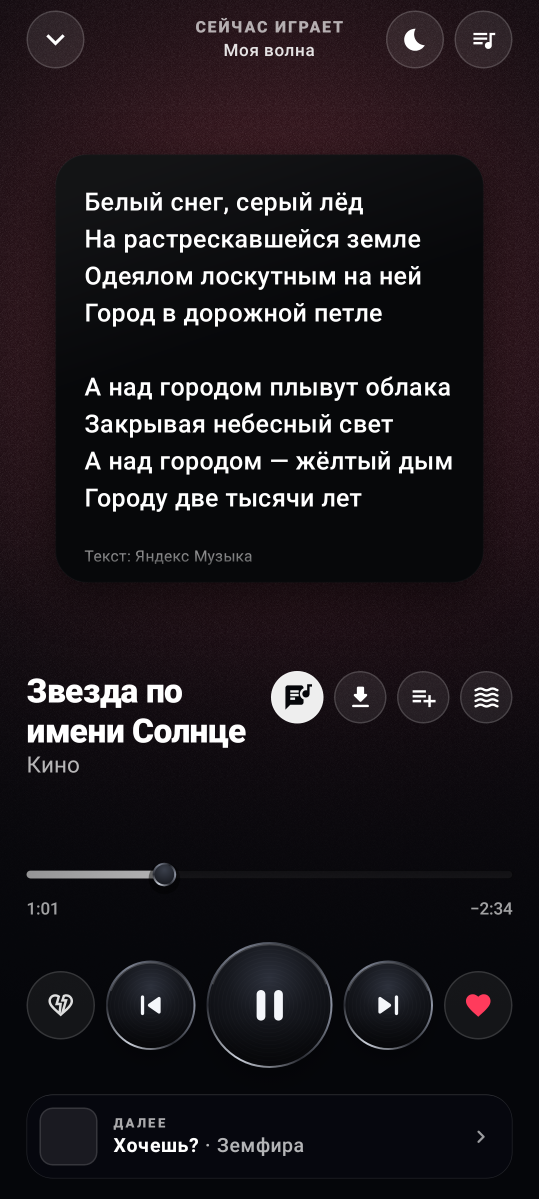 СЕЙЧАС ИГРАЕТ
Моя волна
Белый снег, серый лёд
На растрескавшейся земле
Одеялом лоскутным на ней
Город в дорожной петле
А над городом плывут облака
Закрывая небесный свет
А над городом — жёлтый дым
Городу две тысячи лет
Текст: Яндекс Музыка
Звезда по
имени Солнце
Кино
1:01
−2:34
ДАЛЕЕ
Хочешь? · Земфира